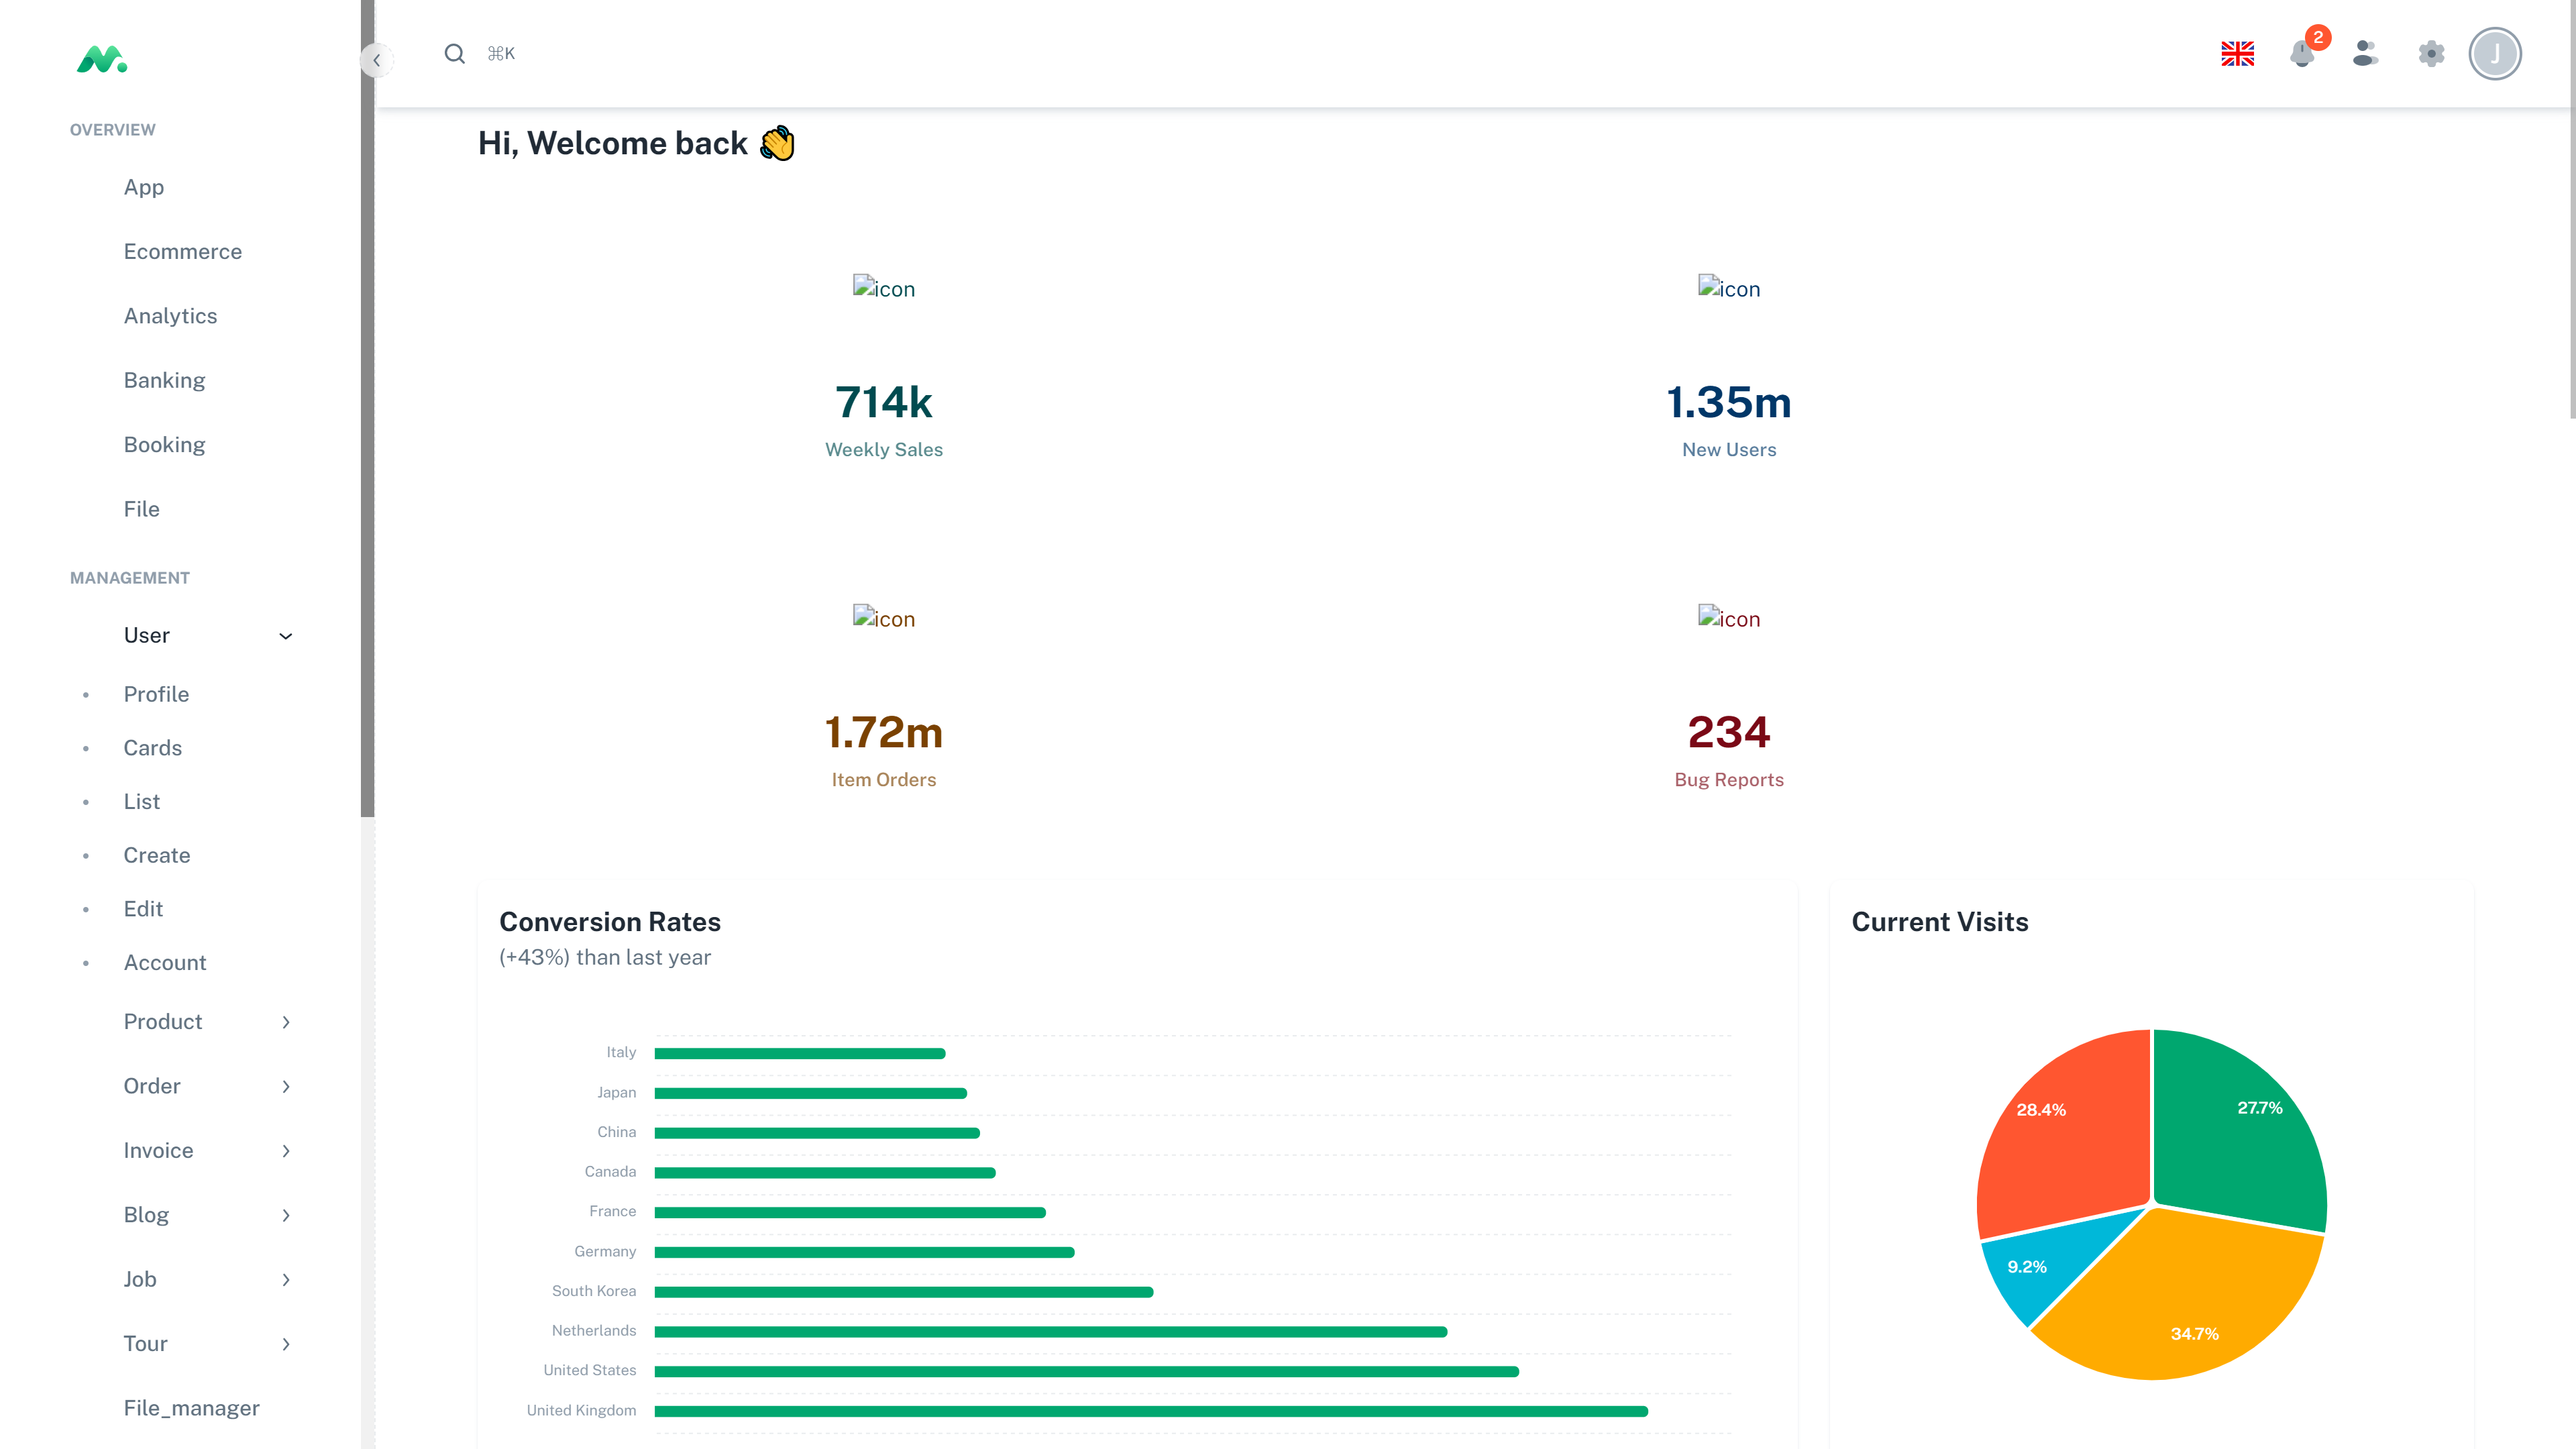 ⌘K
2
J
OVERVIEW
App
Ecommerce
Analytics
Banking
Booking
File
MANAGEMENT
User
Profile
Cards
List
Create
Edit
Account
Product
Order
Invoice
Blog
Job
Tour
File_manager
Hi, Welcome back 👋
icon
714k
Weekly Sales
icon
1.35m
New Users
icon
1.72m
Item Orders
icon
234
Bug Reports
Conversion Rates
(+43%) than last year
Italy
Japan
China
Canada
France
Germany
South Korea
Netherlands
United States
United Kingdom
Current Visits
28.4%
27.7%
9.2%
34.7%